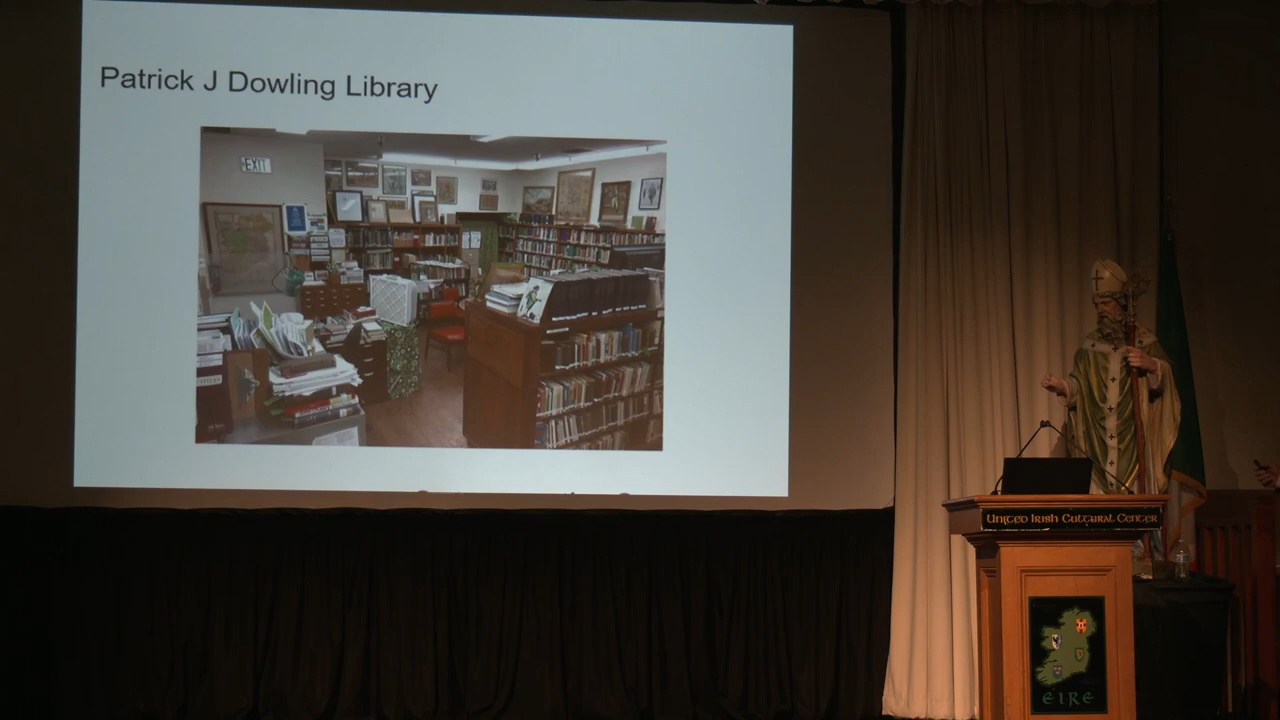 Patrick J Dowling Library
EXIT
United Irish Cultural Center
EIRE